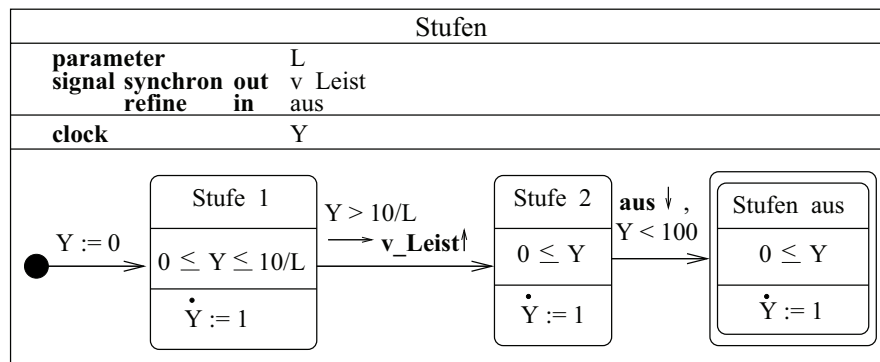 Stufen
parameter L
signal synchron out v Leist
refine in aus
clock Y
Y := 0
Stufe 1
0 ≤ Y ≤ 10/L
Ẏ := 1
Y > 10/L
→ v_Leist↑
Stufe 2
0 ≤ Y
Ẏ := 1
aus ↓ ,
Y < 100
Stufen aus
0 ≤ Y
Ẏ := 1